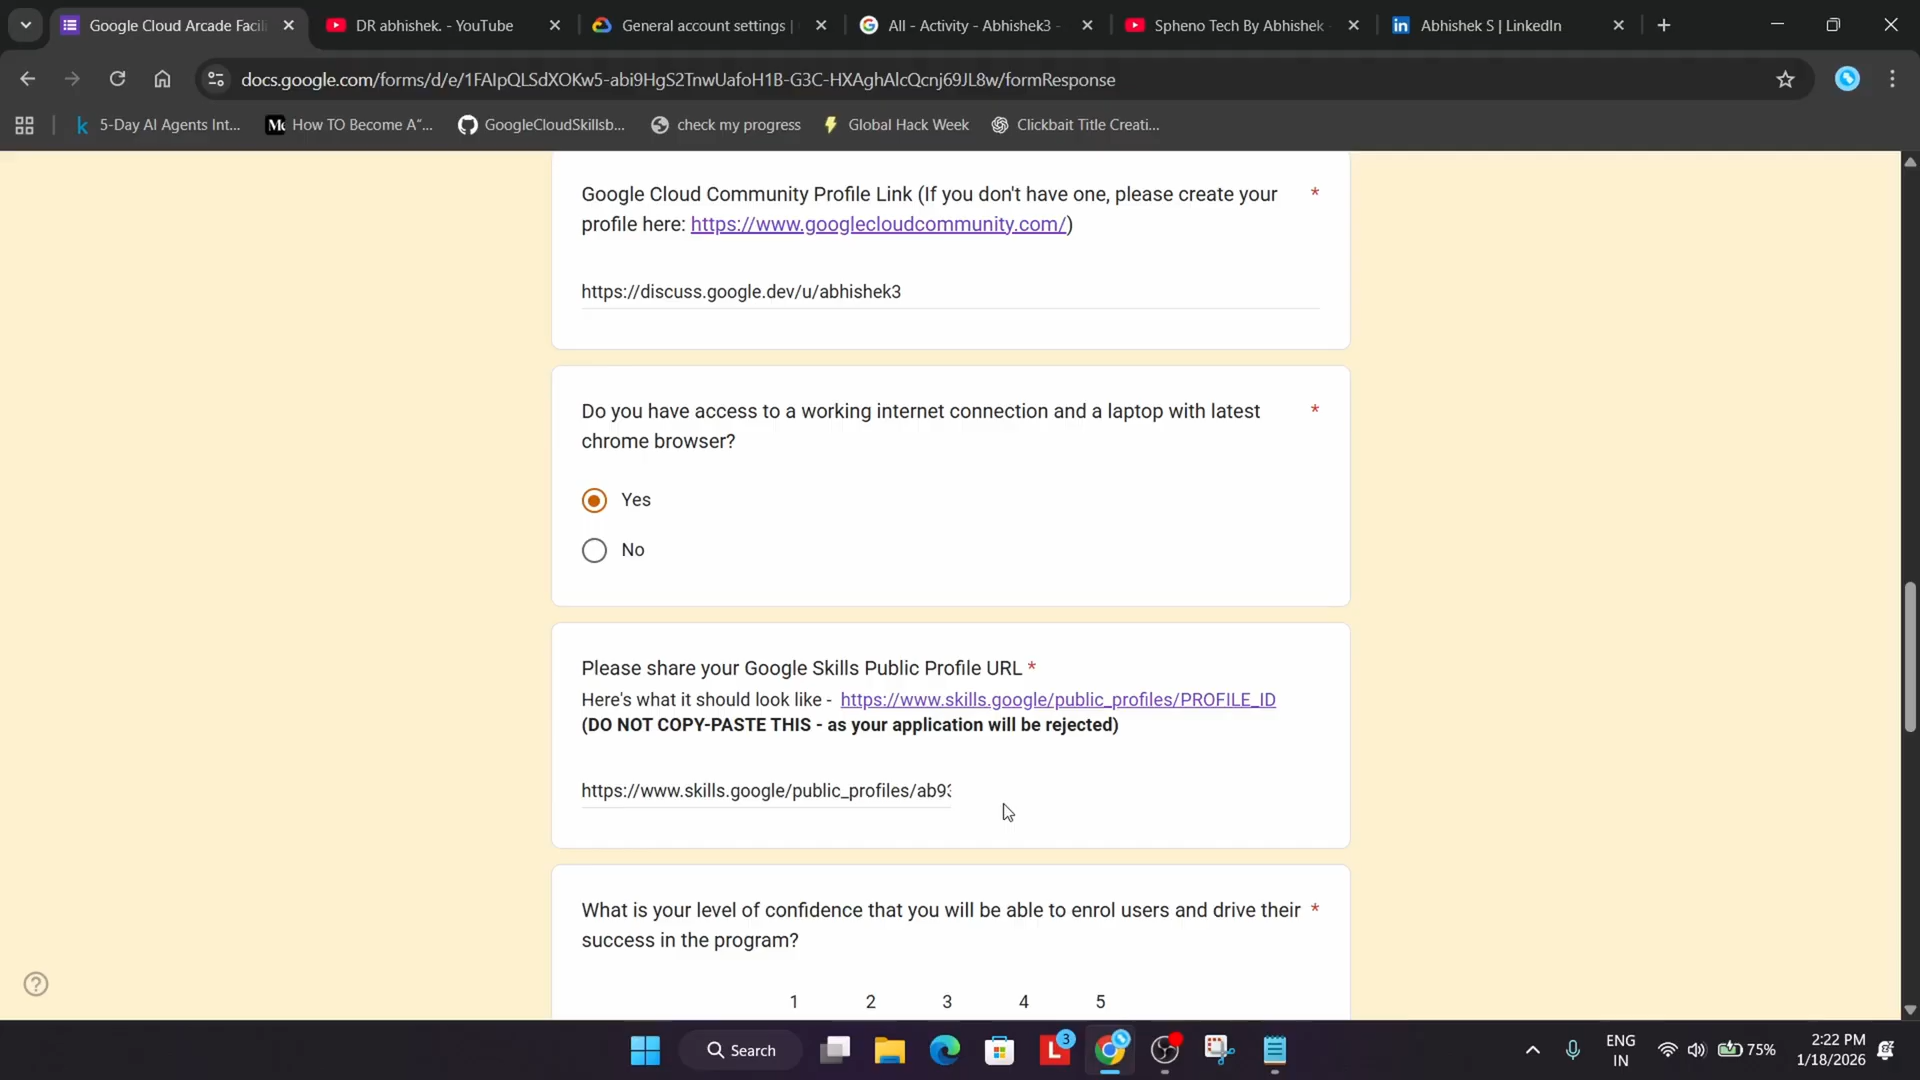 Google Cloud Arcade Facili
DR abhishek. - YouTube
General account settings |
All - Activity - Abhishek3 -
Spheno Tech By Abhishek
Abhishek S | LinkedIn
docs.google.com/forms/d/e/1FAIpQLSdXOKw5-abi9HgS2TnwUafoH1B-G3C-HXAghAlcQcnj69JL8w/formResponse
5-Day AI Agents Int...
How TO Become A“...
GoogleCloudSkillsb...
check my progress
Global Hack Week
Clickbait Title Creati...
Google Cloud Community Profile Link (If you don't have one, please create your *
profile here: https://www.googlecloudcommunity.com/)
https://discuss.google.dev/u/abhishek3
Do you have access to a working internet connection and a laptop with latest *
chrome browser?
Yes
No
Please share your Google Skills Public Profile URL *
Here's what it should look like - https://www.skills.google/public_profiles/PROFILE_ID
(DO NOT COPY-PASTE THIS - as your application will be rejected)
https://www.skills.google/public_profiles/ab93
What is your level of confidence that you will be able to enrol users and drive their *
success in the program?
1 2 3 4 5
Search
3
ENG
IN
75%
2:22 PM
1/18/2026